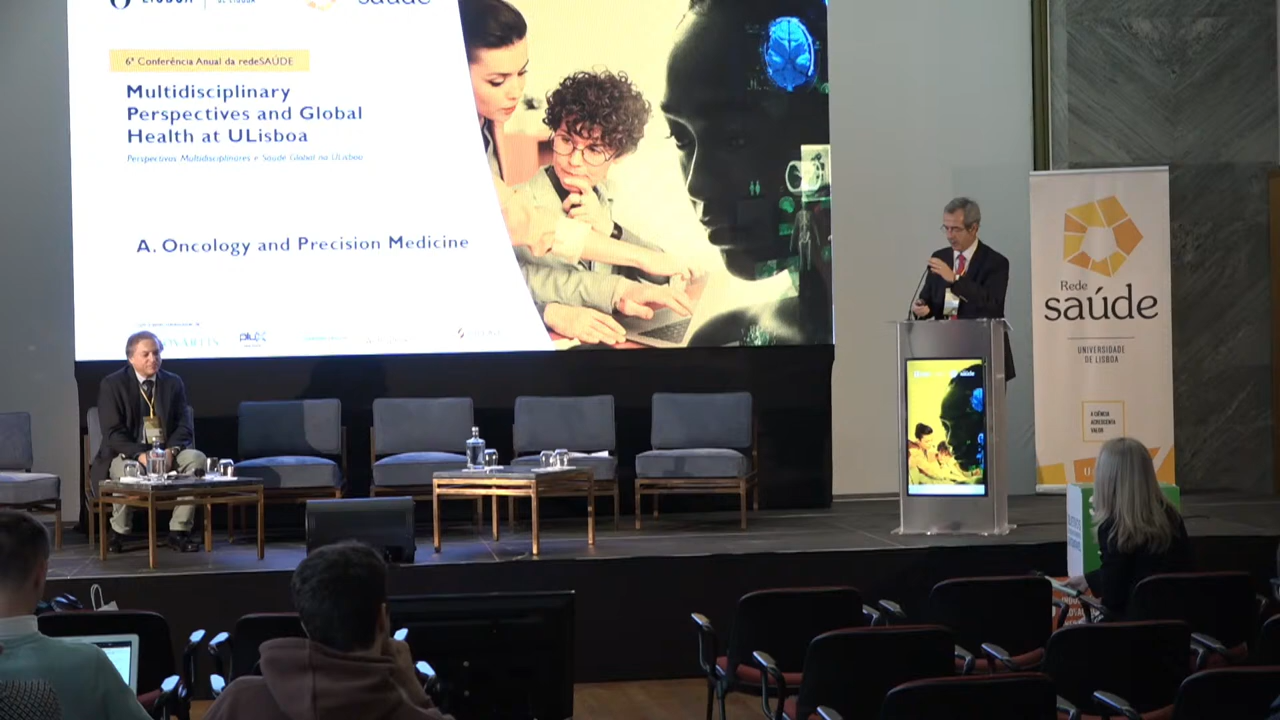 saúde
6ª Conferência Anual da redeSAÚDE
Multidisciplinary
Perspectives and Global
Health at ULisboa
Perspectivas Multidisciplinares e Saúde Global na ULisboa
A. Oncology and Precision Medicine
Rede
saúde
UNIVERSIDADE
DE LISBOA
A CIÊNCIA
ACRESCENTA
VALOR